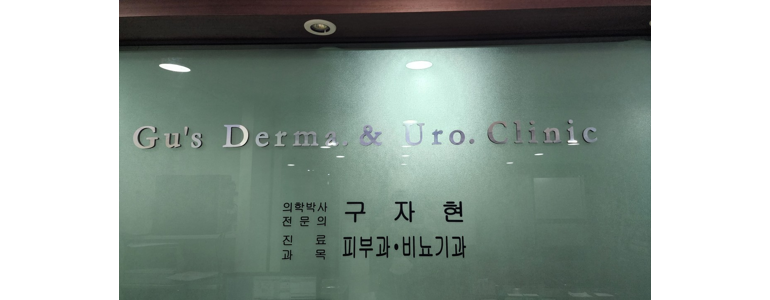 Gu's Derma. & Uro. Clinic
의학박사
전문의 구자현
진료
과목 피부과·비뇨기과